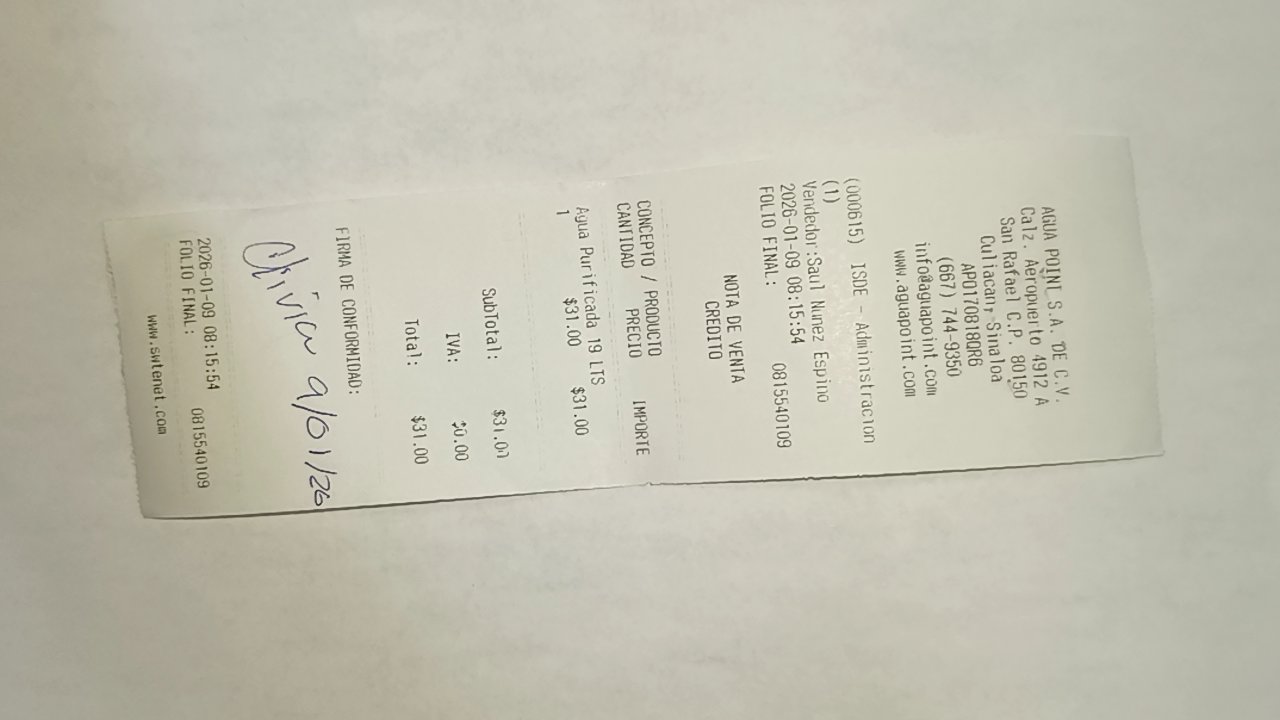 AGUA POINT S.A. DE C.V.
Calz. Aeropuerto 4912 A
San Rafael C.P. 80150
Culiacan, Sinaloa
APO170818QR6
(667) 744-9350
info@aguapoint.com
www.aguapoint.com
(000615) ISDE - Administracion
(1)
Vendedor:Saul Nunez Espino
2026-01-09 08:15:54
FOLIO FINAL: 0815540109
NOTA DE VENTA
CREDITO
CONCEPTO / PRODUCTO
CANTIDAD PRECIO IMPORTE
Agua Purificada 19 LTS
1 $31.00 $31.00
SubTotal: $31.00
IVA: $0.00
Total: $31.00
FIRMA DE CONFORMIDAD:
Olivia 9/01/26
2026-01-09 08:15:54
FOLIO FINAL: 0815540109
www.swtenet.com